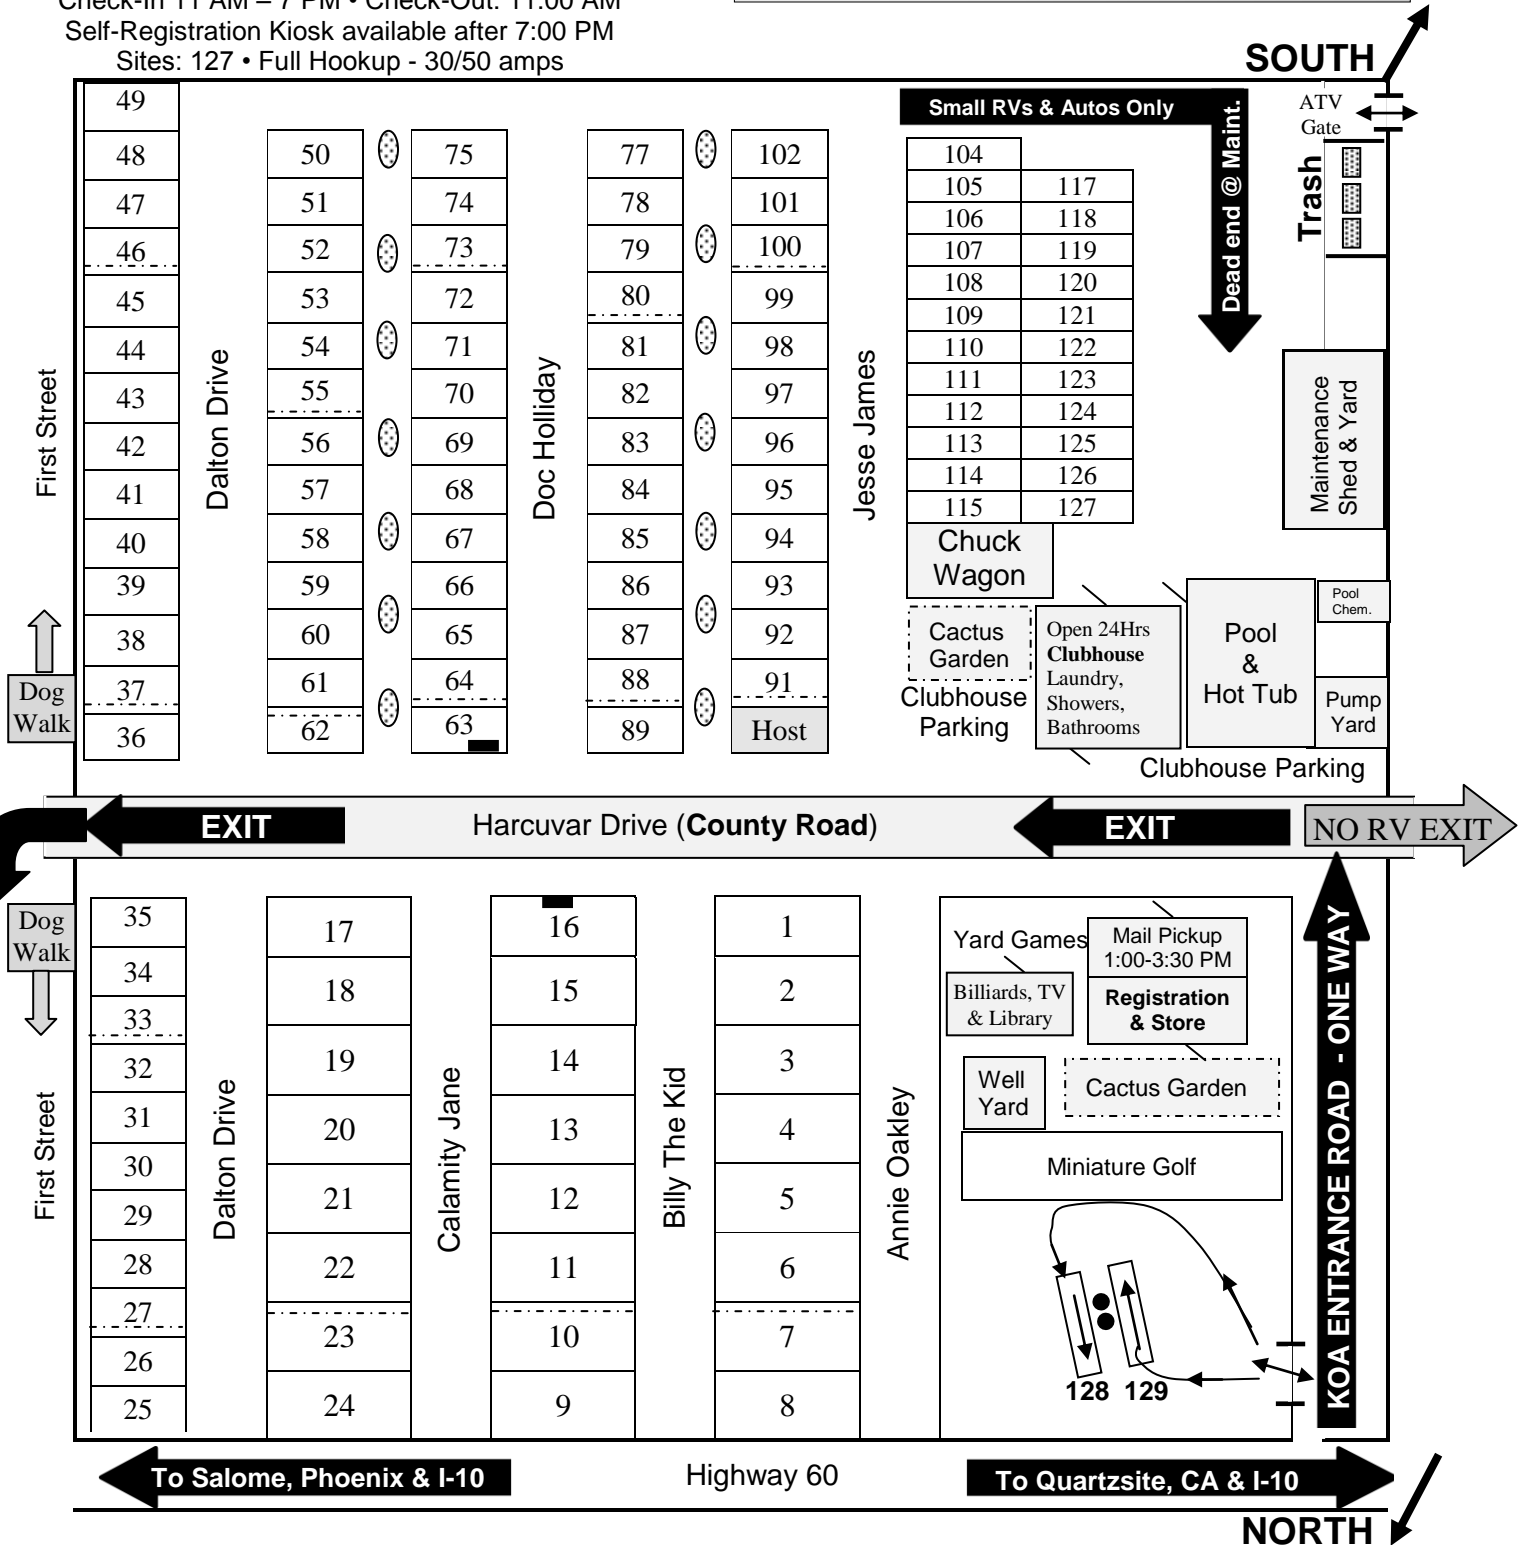 Check-In 11 AM – 7 PM • Check-Out: 11:00 AM
Self-Registration Kiosk available after 7:00 PM
Sites: 127 • Full Hookup - 30/50 amps
SOUTH
ATV
Gate
Small RVs & Autos Only
Dead end @ Maint.
Trash
49
48
47
46
45
44
43
42
41
40
39
38
37
36
First Street
Dog
Walk
Dalton Drive
50
51
52
53
54
55
56
57
58
59
60
61
62
75
74
73
72
71
70
69
68
67
66
65
64
63
Doc Holliday
77
78
79
80
81
82
83
84
85
86
87
88
89
102
101
100
99
98
97
96
95
94
93
92
91
Host
Jesse James
104
105
106
107
108
109
110
111
112
113
114
115
117
118
119
120
121
122
123
124
125
126
127
Maintenance
Shed & Yard
Chuck
Wagon
Cactus
Garden
Clubhouse
Parking
Open 24Hrs
Clubhouse
Laundry,
Showers,
Bathrooms
Pool
&
Hot Tub
Pool
Chem.
Pump
Yard
Clubhouse Parking
EXIT
Harcuvar Drive (County Road)
EXIT
NO RV EXIT
Dog
Walk
First Street
35
34
33
32
31
30
29
28
27
26
25
Dalton Drive
17
18
19
20
21
22
23
24
Calamity Jane
16
15
14
13
12
11
10
9
Billy The Kid
1
2
3
4
5
6
7
8
Annie Oakley
Yard Games
Mail Pickup
1:00-3:30 PM
Billiards, TV
& Library
Registration
& Store
Well
Yard
Cactus Garden
Miniature Golf
128
129
KOA ENTRANCE ROAD - ONE WAY
To Salome, Phoenix & I-10
Highway 60
To Quartzsite, CA & I-10
NORTH